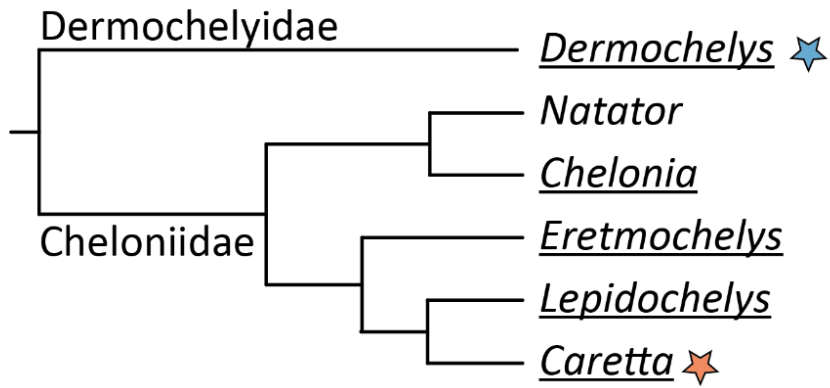 Dermochelyidae
Dermochelys
Natator
Chelonia
Cheloniidae
Eretmochelys
Lepidochelys
Caretta